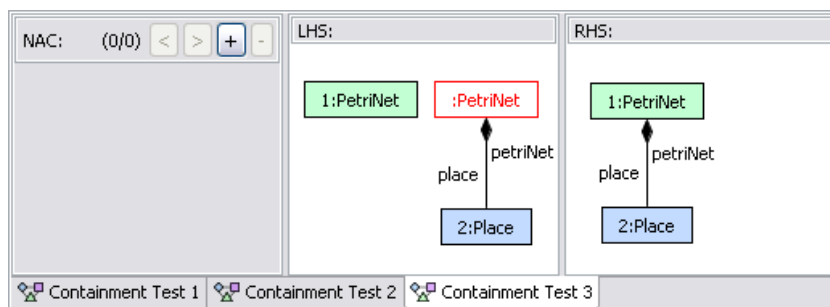 NAC: (0/0) < > + -
LHS:
1:PetriNet :PetriNet
petriNet
place
2:Place
RHS:
1:PetriNet
petriNet
place
2:Place
Containment Test 1 Containment Test 2 Containment Test 3